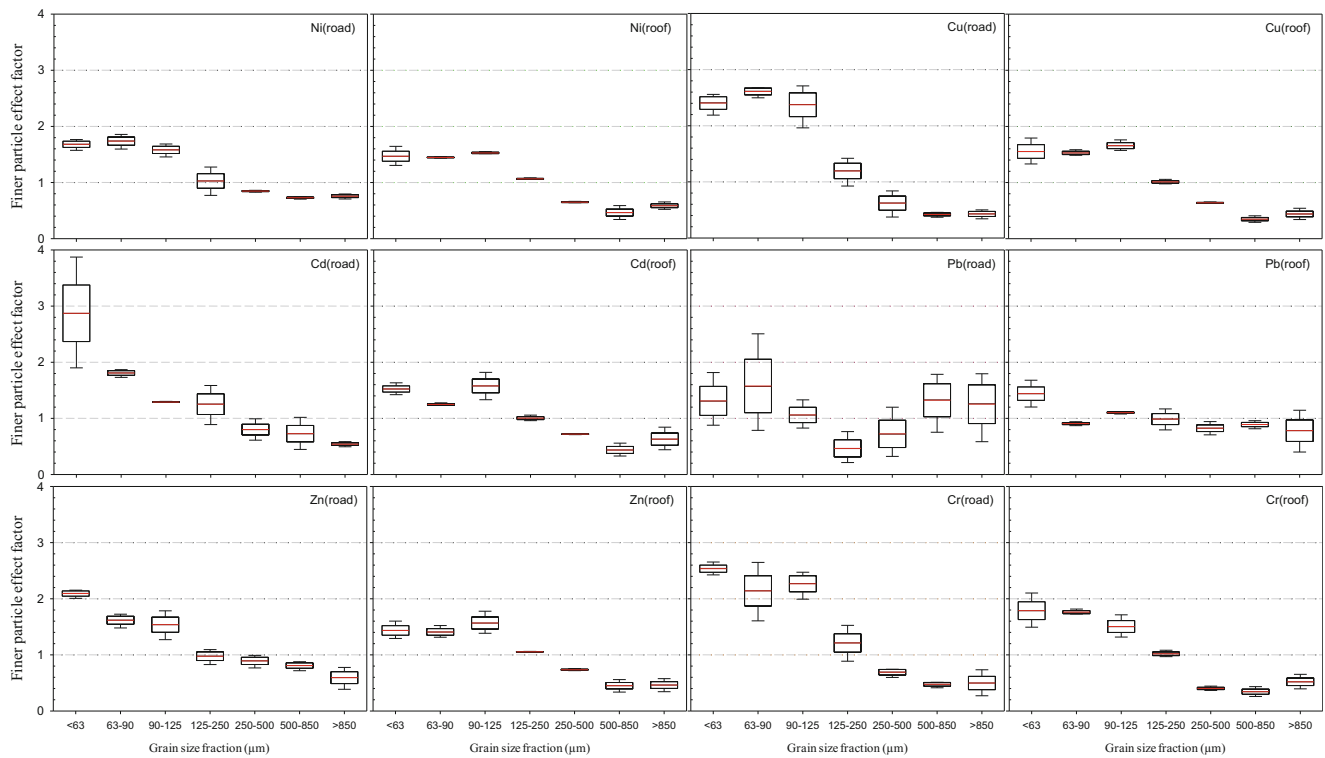 4 Ni(road) Ni(roof) Cu(road) Cu(roof)
3
2
1
0
Finer particle effect factor
4 Cd(road) Cd(roof) Pb(road) Pb(roof)
3
2
1
0
Finer particle effect factor
4 Zn(road) Zn(roof) Cr(road) Cr(roof)
3
2
1
0
Finer particle effect factor
<63 63-90 90-125 125-250 250-500 500-850 >850 <63 63-90 90-125 125-250 250-500 500-850 >850 <63 63-90 90-125 125-250 250-500 500-850 >850 <63 63-90 90-125 125-250 250-500 500-850 >850
Grain size fraction (µm) Grain size fraction (µm) Grain size fraction (µm) Grain size fraction (µm)